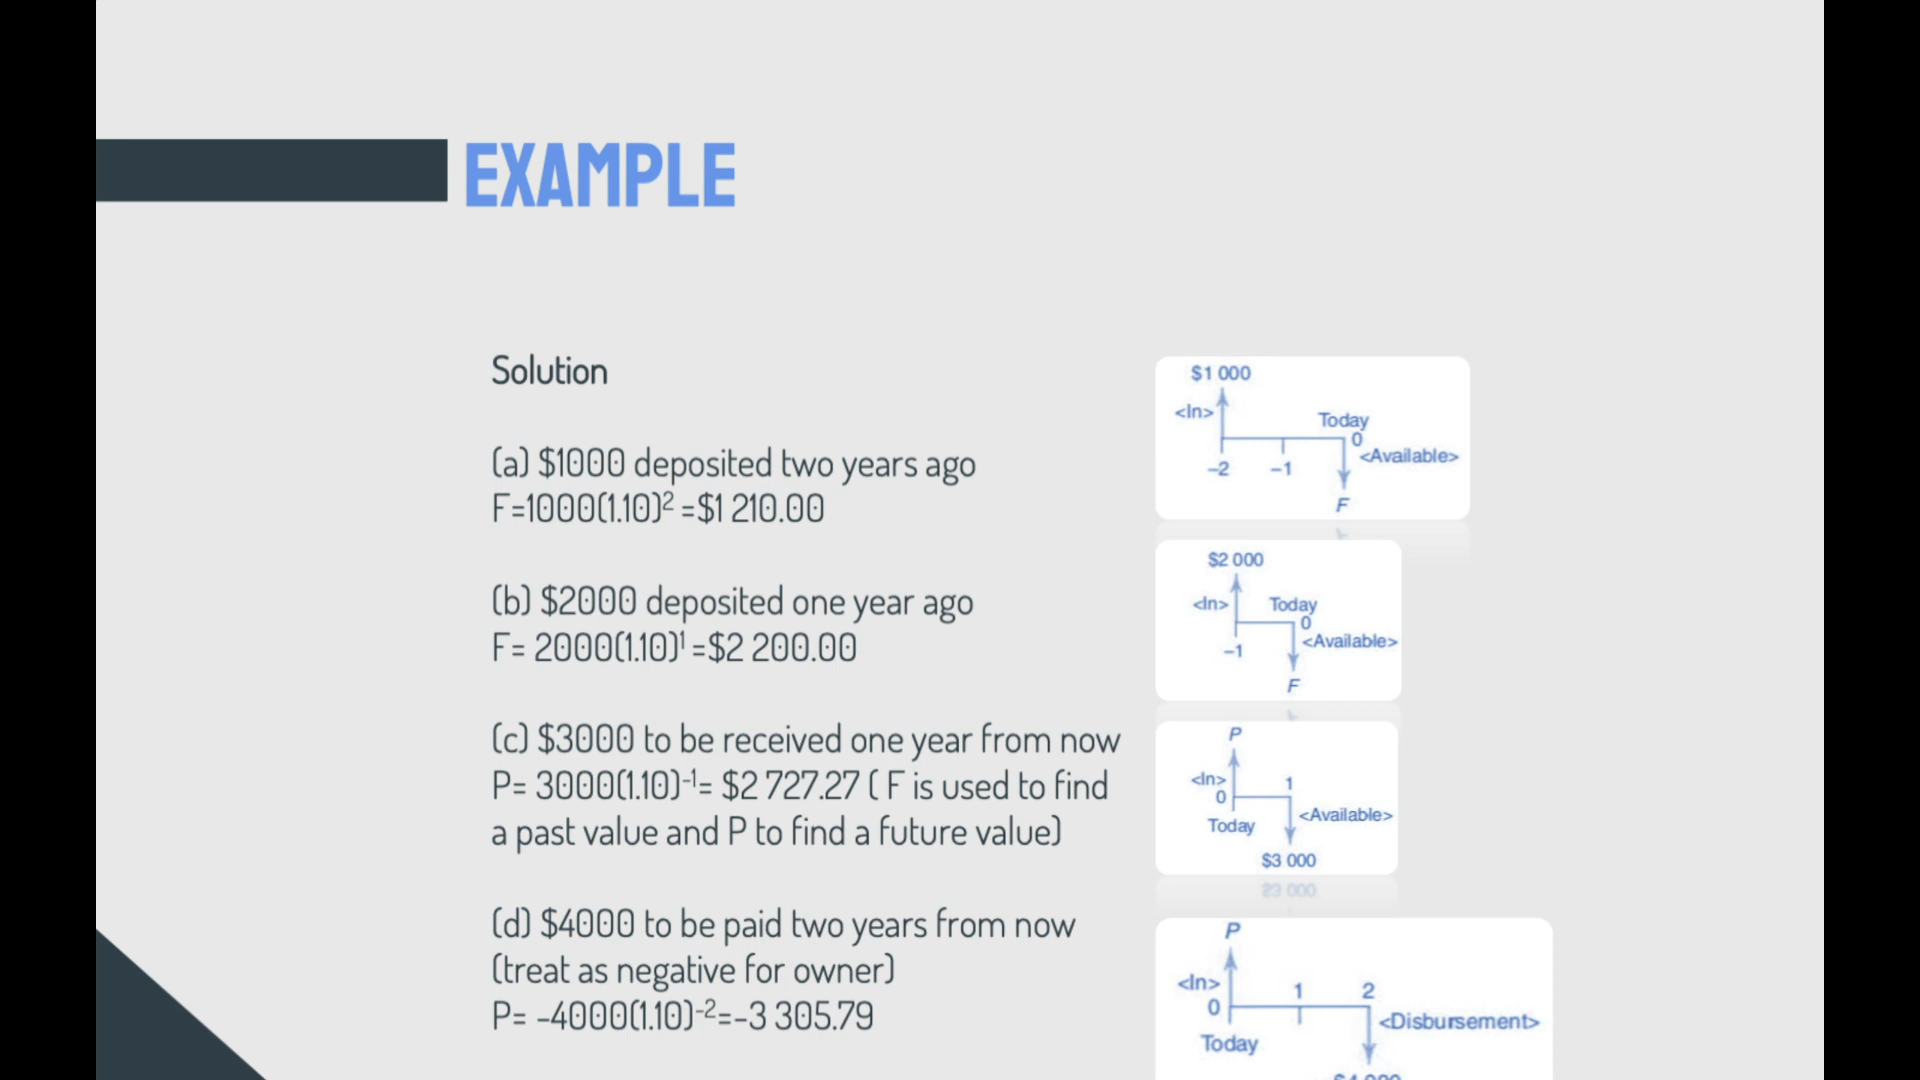 EXAMPLE
Solution
(a) $1000 deposited two years ago
F=1000(1.10)² =$1 210.00
(b) $2000 deposited one year ago
F= 2000(1.10)¹ =$2 200.00
(c) $3000 to be received one year from now
P= 3000(1.10)⁻¹= $2 727.27 ( F is used to find
a past value and P to find a future value)
(d) $4000 to be paid two years from now
(treat as negative for owner)
P= -4000(1.10)⁻²=-3 305.79
$1 000
<In>
Today
0
<Available>
–2 –1
F
$2 000
<In> Today
0
<Available>
–1
F
P
<In> 1
0
<Available>
Today
$3 000
P
<In> 1 2
0
<Disbursement>
Today